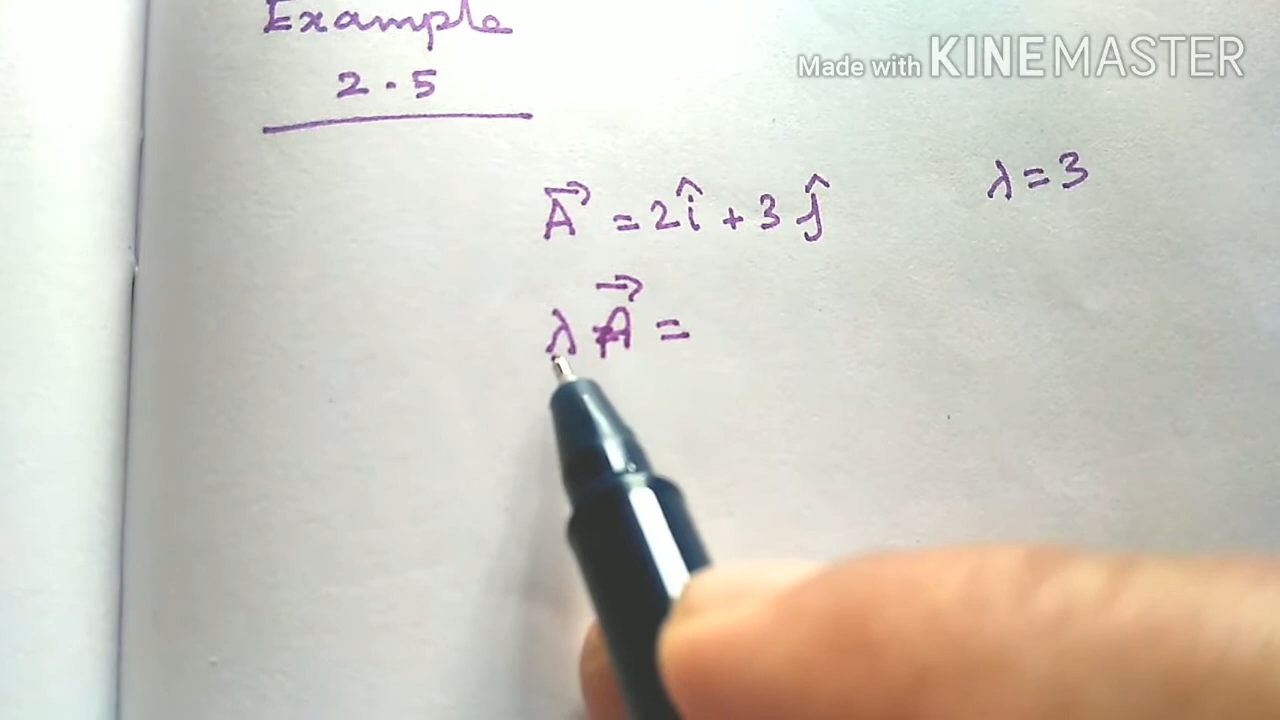 Example
Made with KINEMASTER
2.5
λ=3
A⃗ = 2î + 3ĵ
λA⃗ =